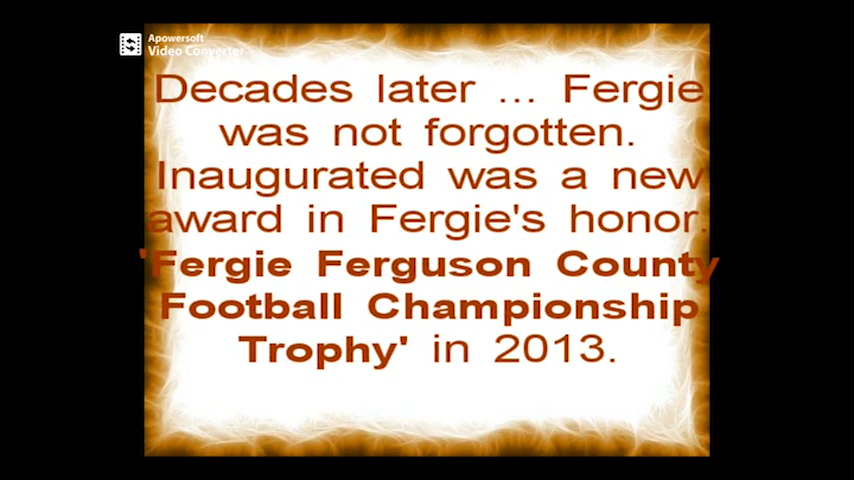 Apowersoft
Video Converter
Decades later ... Fergie
was not forgotten.
Inaugurated was a new
award in Fergie's honor.
'Fergie Ferguson County
Football Championship
Trophy' in 2013.